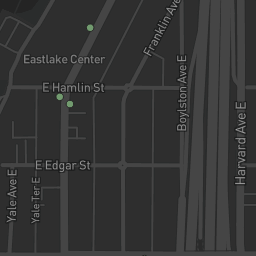 Franklin Ave
Eastlake Center
E Hamlin St
Boylston Ave E
Harvard Ave E
E Edgar St
Yale Ave E
Yale Ter E